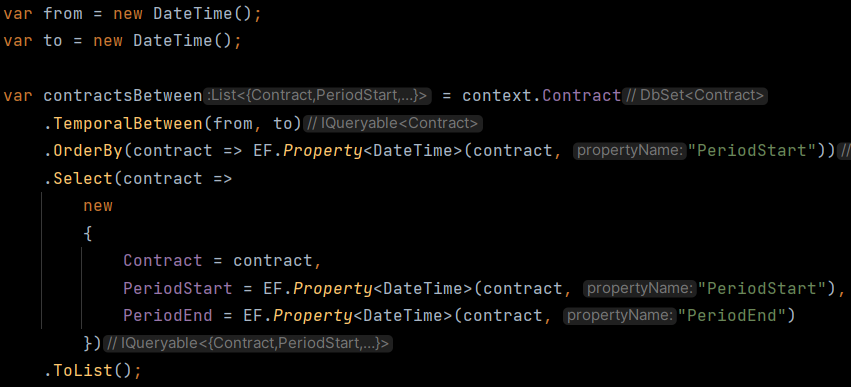 var from = new DateTime();
var to = new DateTime();
var contractsBetween :List<{Contract,PeriodStart,...}> = context.Contract // DbSet<Contract>
.TemporalBetween(from, to) // IQueryable<Contract>
.OrderBy(contract => EF.Property<DateTime>(contract, propertyName: "PeriodStart")) //
.Select(contract =>
new
{
Contract = contract,
PeriodStart = EF.Property<DateTime>(contract, propertyName: "PeriodStart"),
PeriodEnd = EF.Property<DateTime>(contract, propertyName: "PeriodEnd")
}) // IQueryable<{Contract,PeriodStart,...}>
.ToList();